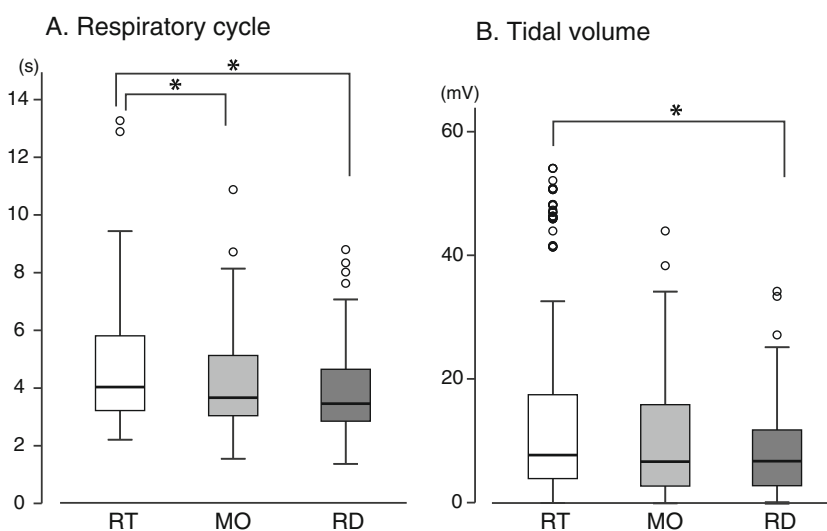 A. Respiratory cycle
(s)
*
*
14
12
10
8
6
4
2
0
RT MO RD
B. Tidal volume
(mV)
*
60
40
20
0
RT MO RD